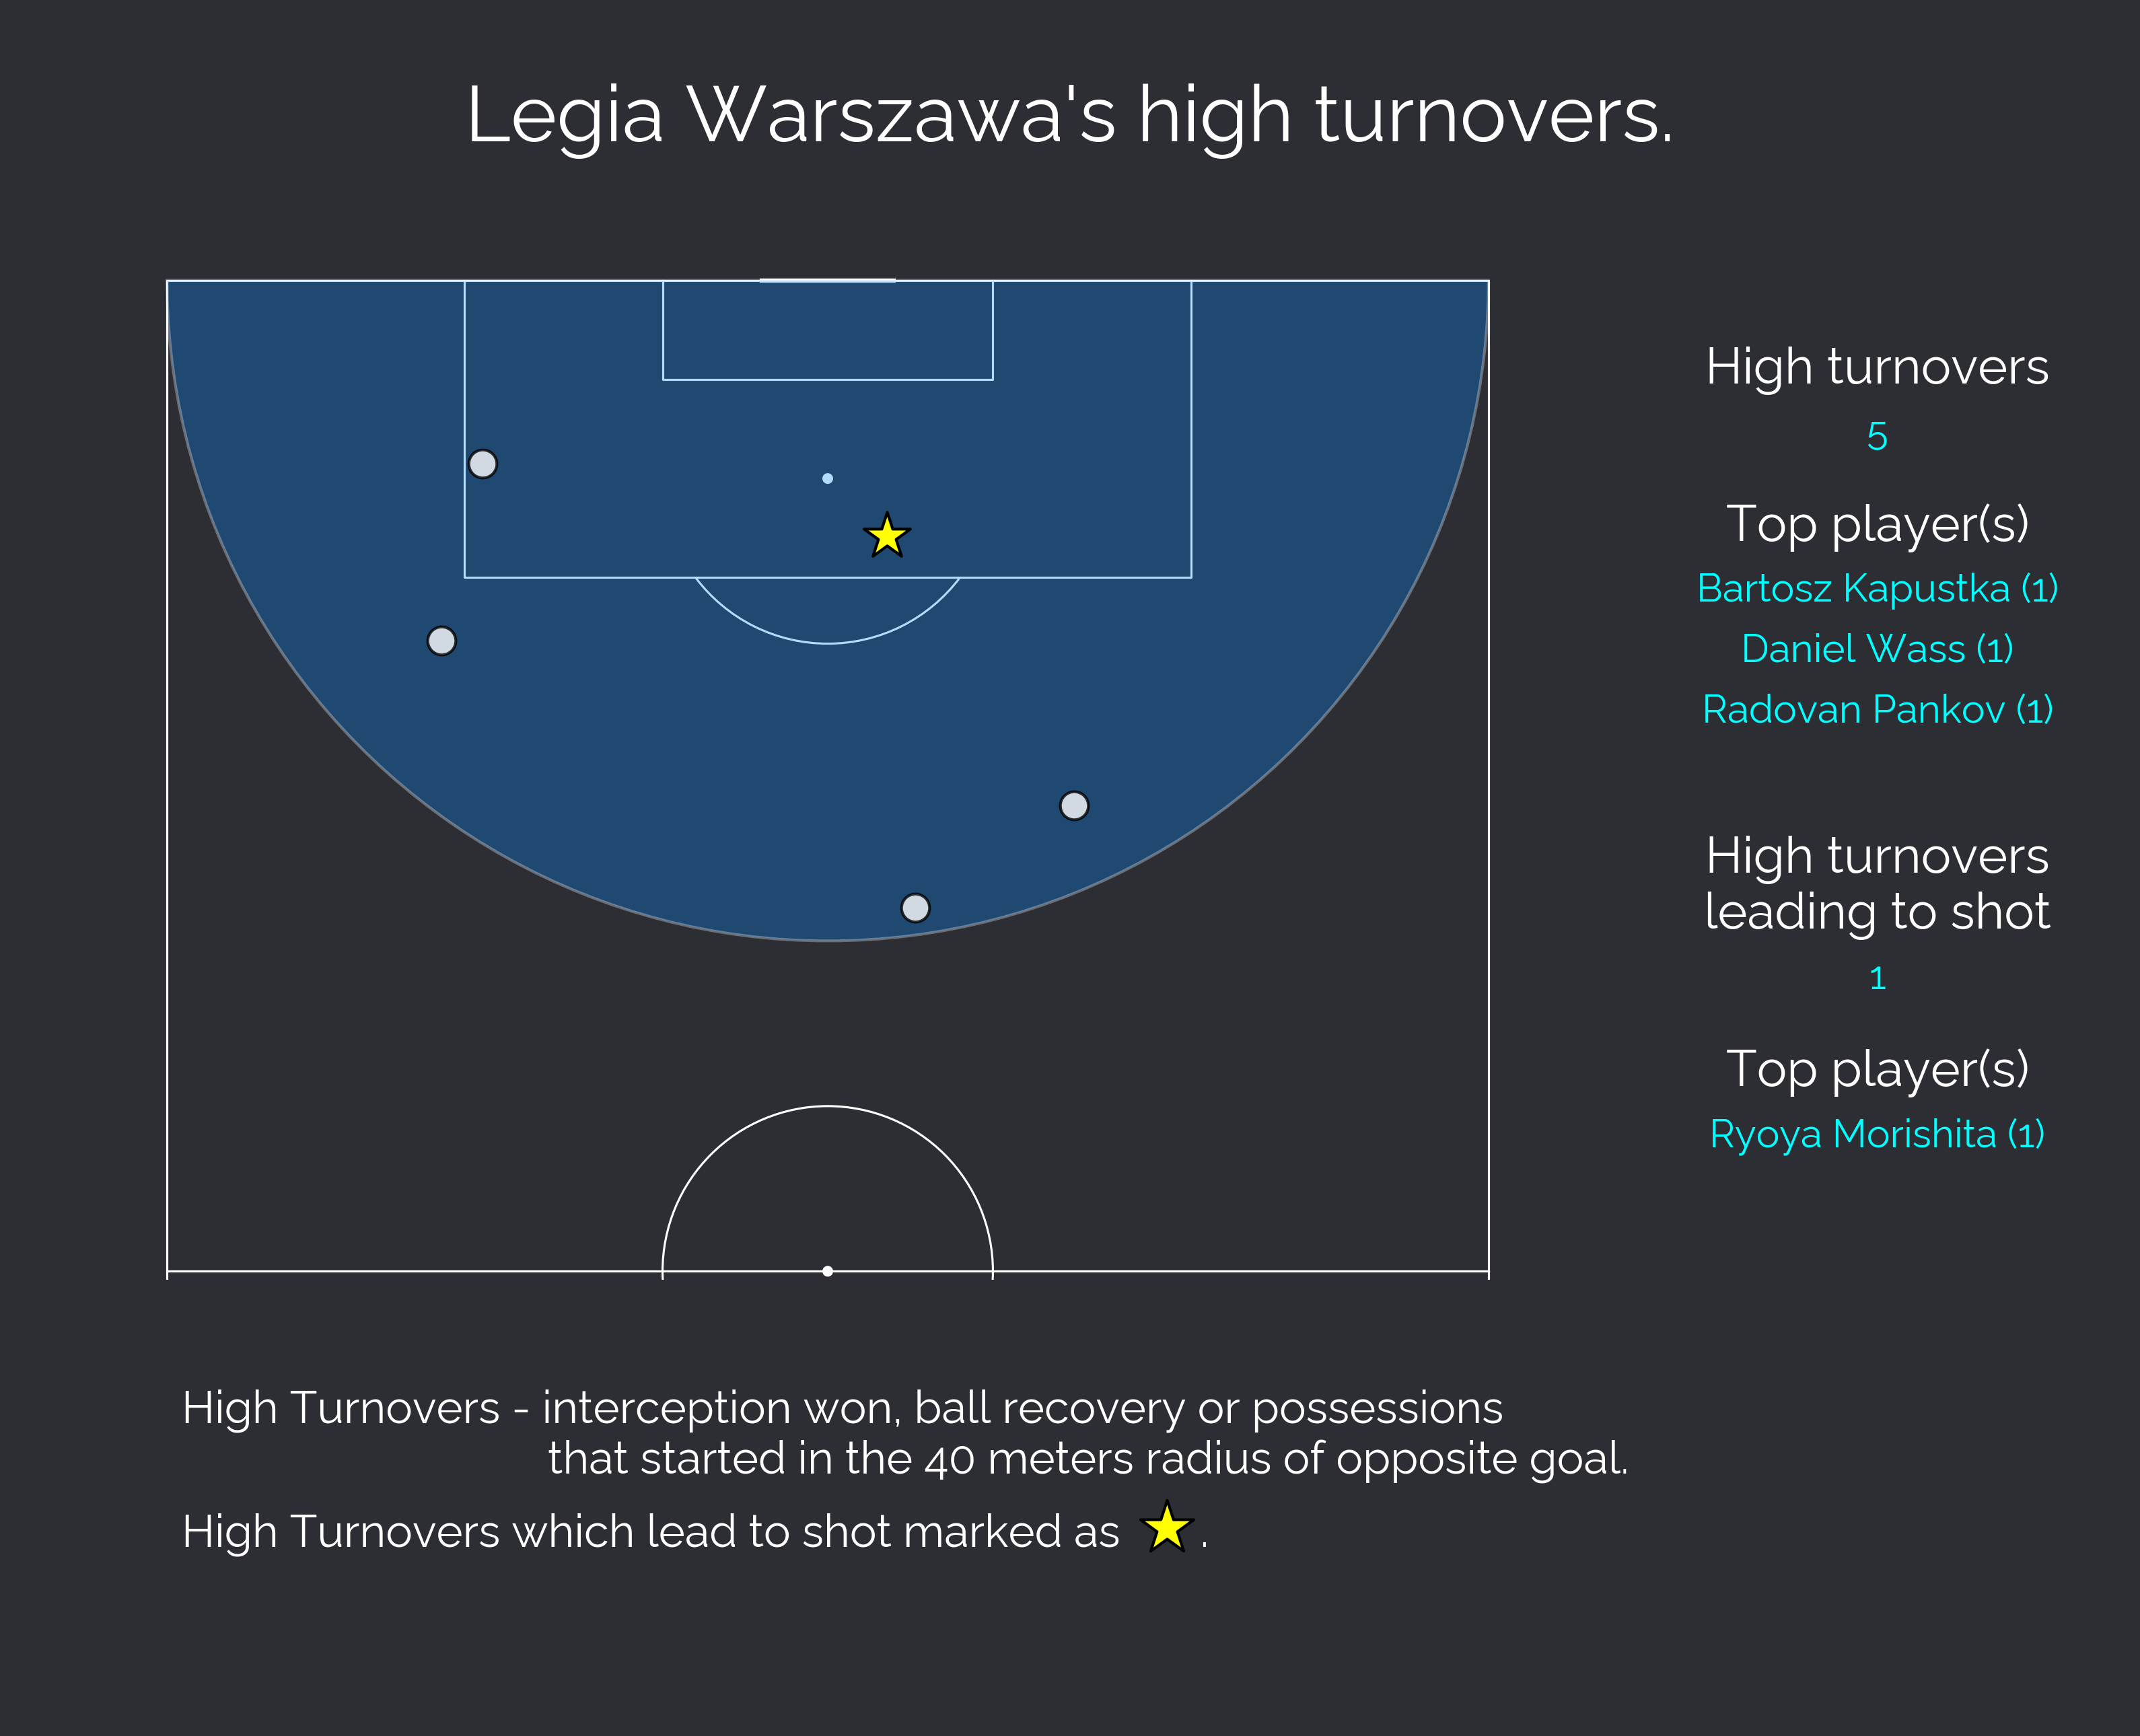 Legia Warszawa's high turnovers.
High turnovers
5
Top player(s)
Bartosz Kapustka (1)
Daniel Wass (1)
Radovan Pankov (1)
High turnovers
leading to shot
1
Top player(s)
Ryoya Morishita (1)
High Turnovers - interception won, ball recovery or possessions
that started in the 40 meters radius of opposite goal.
High Turnovers which lead to shot marked as .